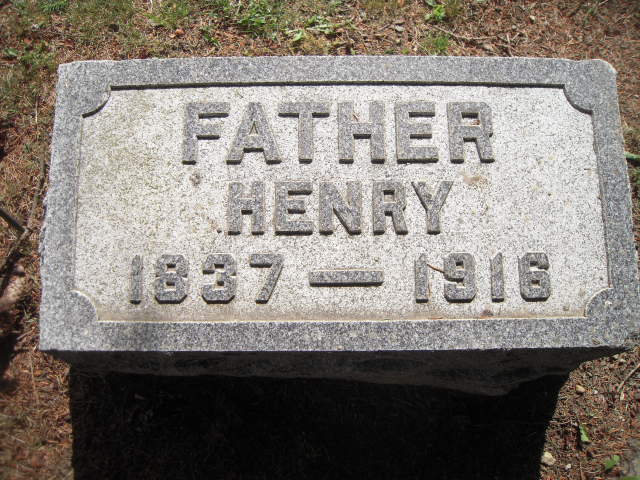 FATHER
HENRY
1837 — 1916